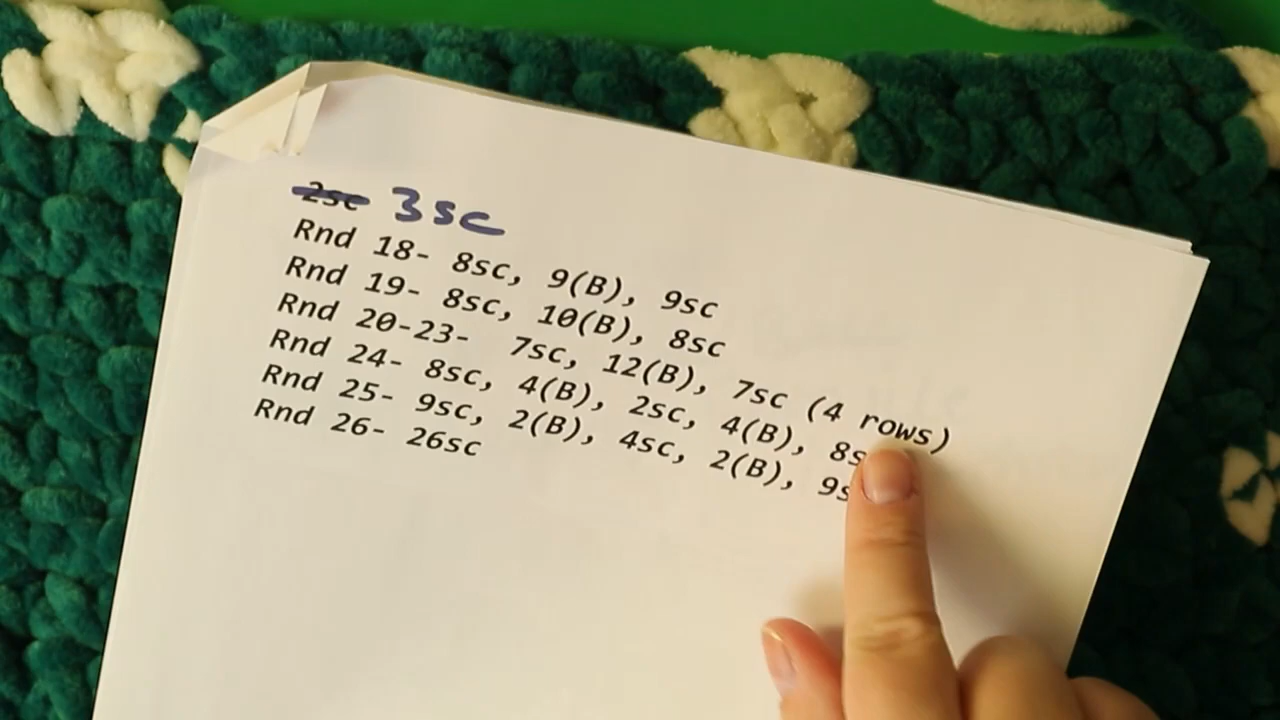 2sc 3sc
Rnd 18- 8sc, 9(B), 9sc
Rnd 19- 8sc, 10(B), 8sc
Rnd 20-23- 7sc, 12(B), 7sc (4 rows)
Rnd 24- 8sc, 4(B), 2sc, 4(B), 8s
Rnd 25- 9sc, 2(B), 4sc, 2(B), 9s
Rnd 26- 26sc